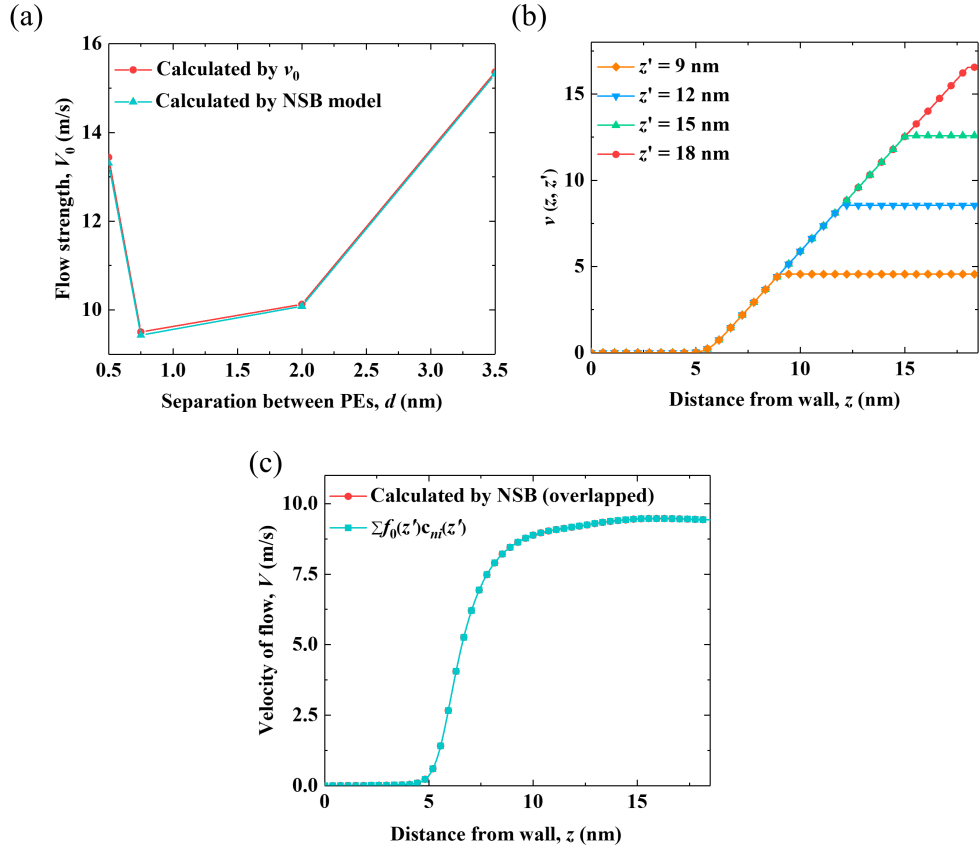 (a)
16
14
12
10
Flow strength, V₀ (m/s)
Calculated by v₀
Calculated by NSB model
0.5 1.0 1.5 2.0 2.5 3.0 3.5
Separation between PEs, d (nm)
(b)
15
10
5
0
v (z, z')
z' = 9 nm
z' = 12 nm
z' = 15 nm
z' = 18 nm
0 5 10 15
Distance from wall, z (nm)
(c)
10.0
7.5
5.0
2.5
0.0
Velocity of flow, V (m/s)
Calculated by NSB (overlapped)
Σf₀(z')cₙₜ(z')
0 5 10 15
Distance from wall, z (nm)